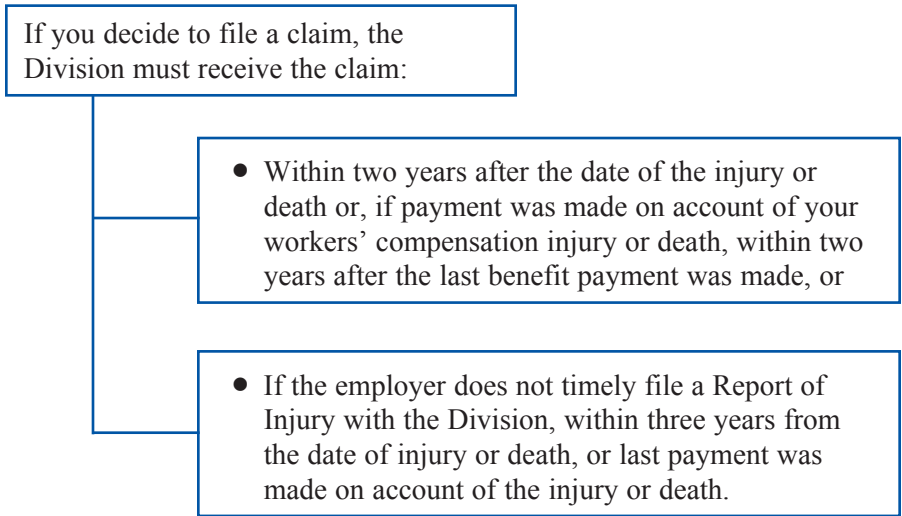 If you decide to file a claim, the
Division must receive the claim:
• Within two years after the date of the injury or
death or, if payment was made on account of your
workers’ compensation injury or death, within two
years after the last benefit payment was made, or
• If the employer does not timely file a Report of
Injury with the Division, within three years from
the date of injury or death, or last payment was
made on account of the injury or death.